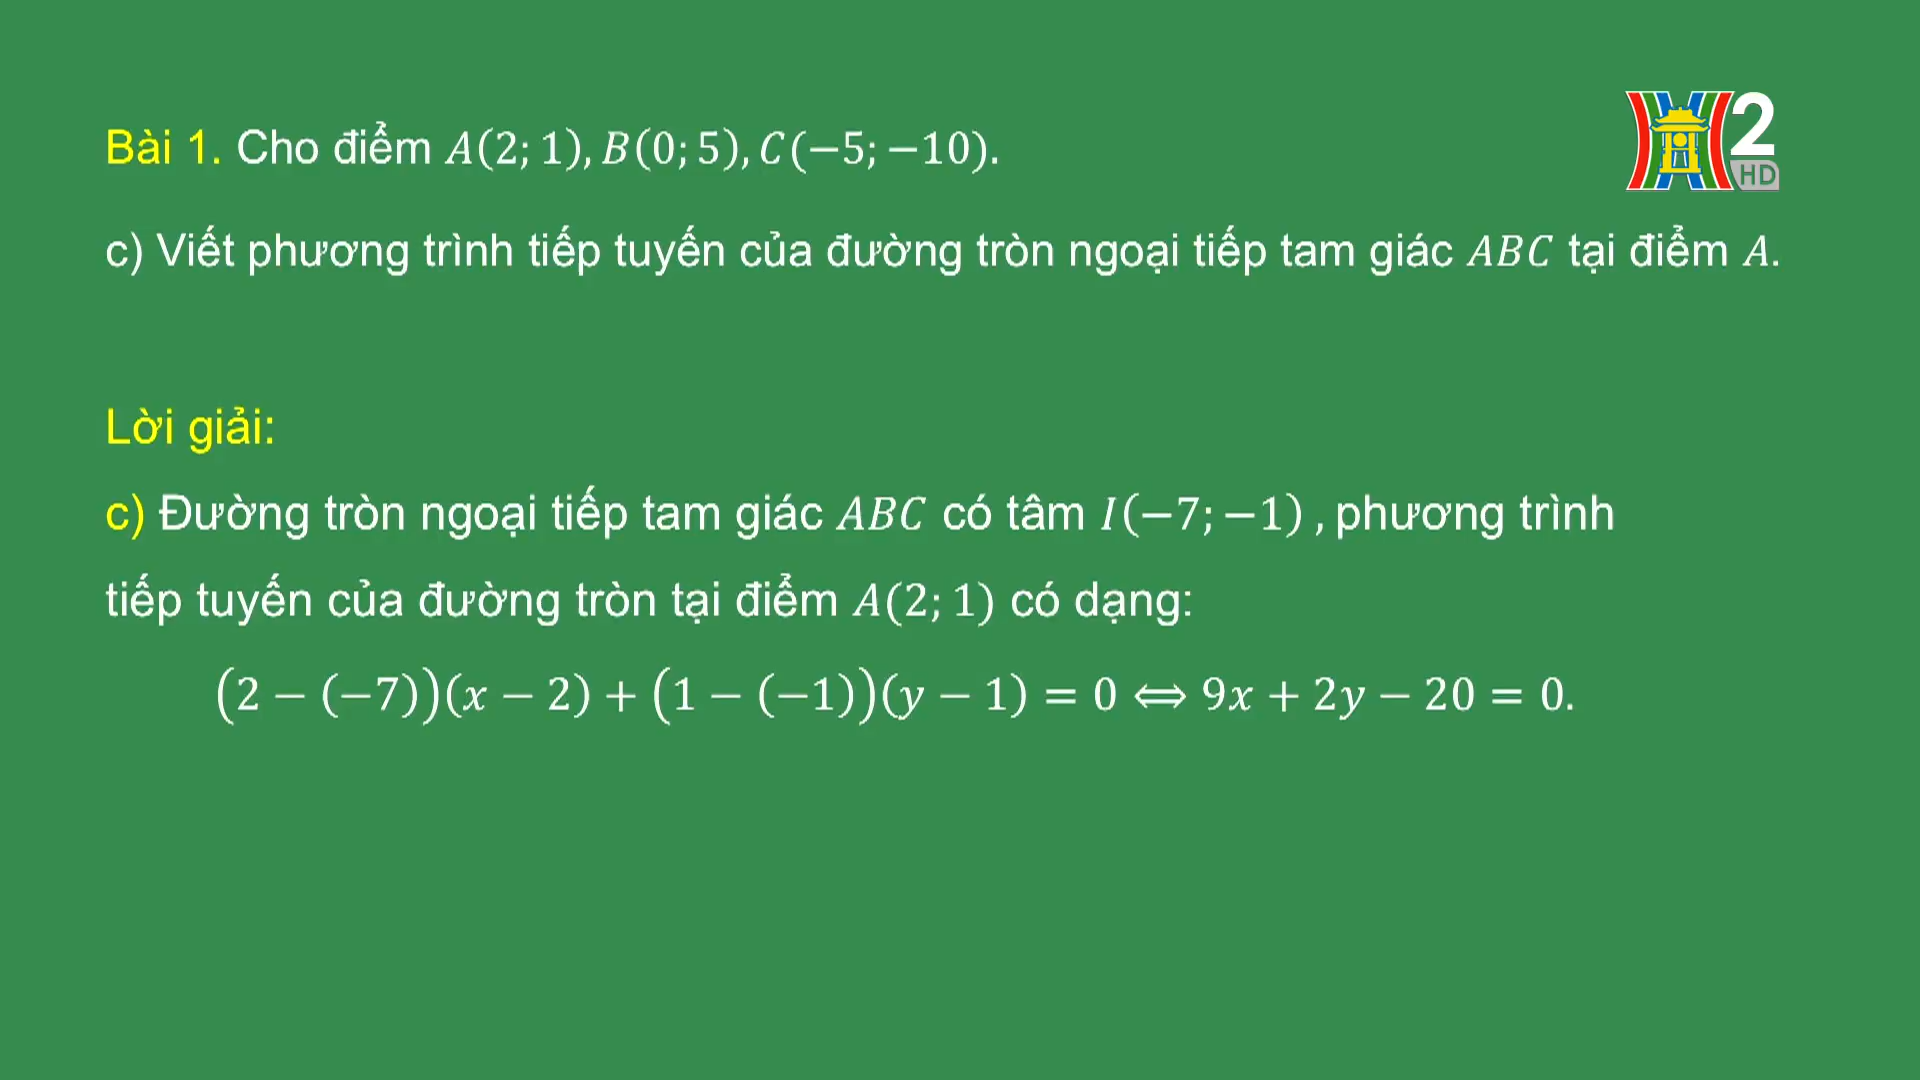 Bài 1. Cho điểm A(2; 1), B(0; 5), C(−5; −10).
2
HD
c) Viết phương trình tiếp tuyến của đường tròn ngoại tiếp tam giác ABC tại điểm A.
Lời giải:
c) Đường tròn ngoại tiếp tam giác ABC có tâm I(−7; −1) , phương trình
tiếp tuyến của đường tròn tại điểm A(2; 1) có dạng:
(2 − (−7))(x − 2) + (1 − (−1))(y − 1) = 0 ⟺ 9x + 2y − 20 = 0.